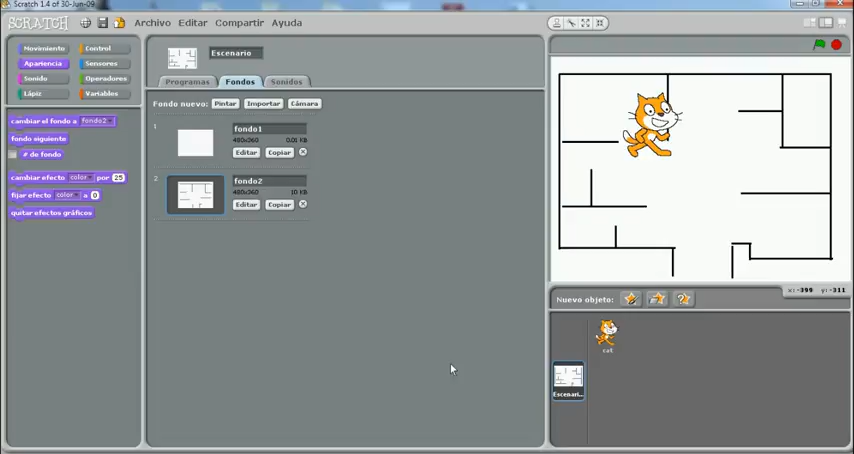 Scratch 1.4 of 30-Jun-09
SCRATCH
Archivo Editar Compartir Ayuda
Movimiento Control
Apariencia Sensores
Sonido Operadores
Lápiz Variables
cambiar el fondo a fondo2
fondo siguiente
# de fondo
cambiar efecto color por 25
fijar efecto color a 0
quitar efectos gráficos
Escenario
Programas Fondos Sonidos
Fondo nuevo: Pintar Importar Cámara
1
fondo1
480x360 0.01 KB
Editar Copiar
2
fondo2
480x360 10 KB
Editar Copiar
x: -399 y: -311
Nuevo objeto:
cat
Escenari...